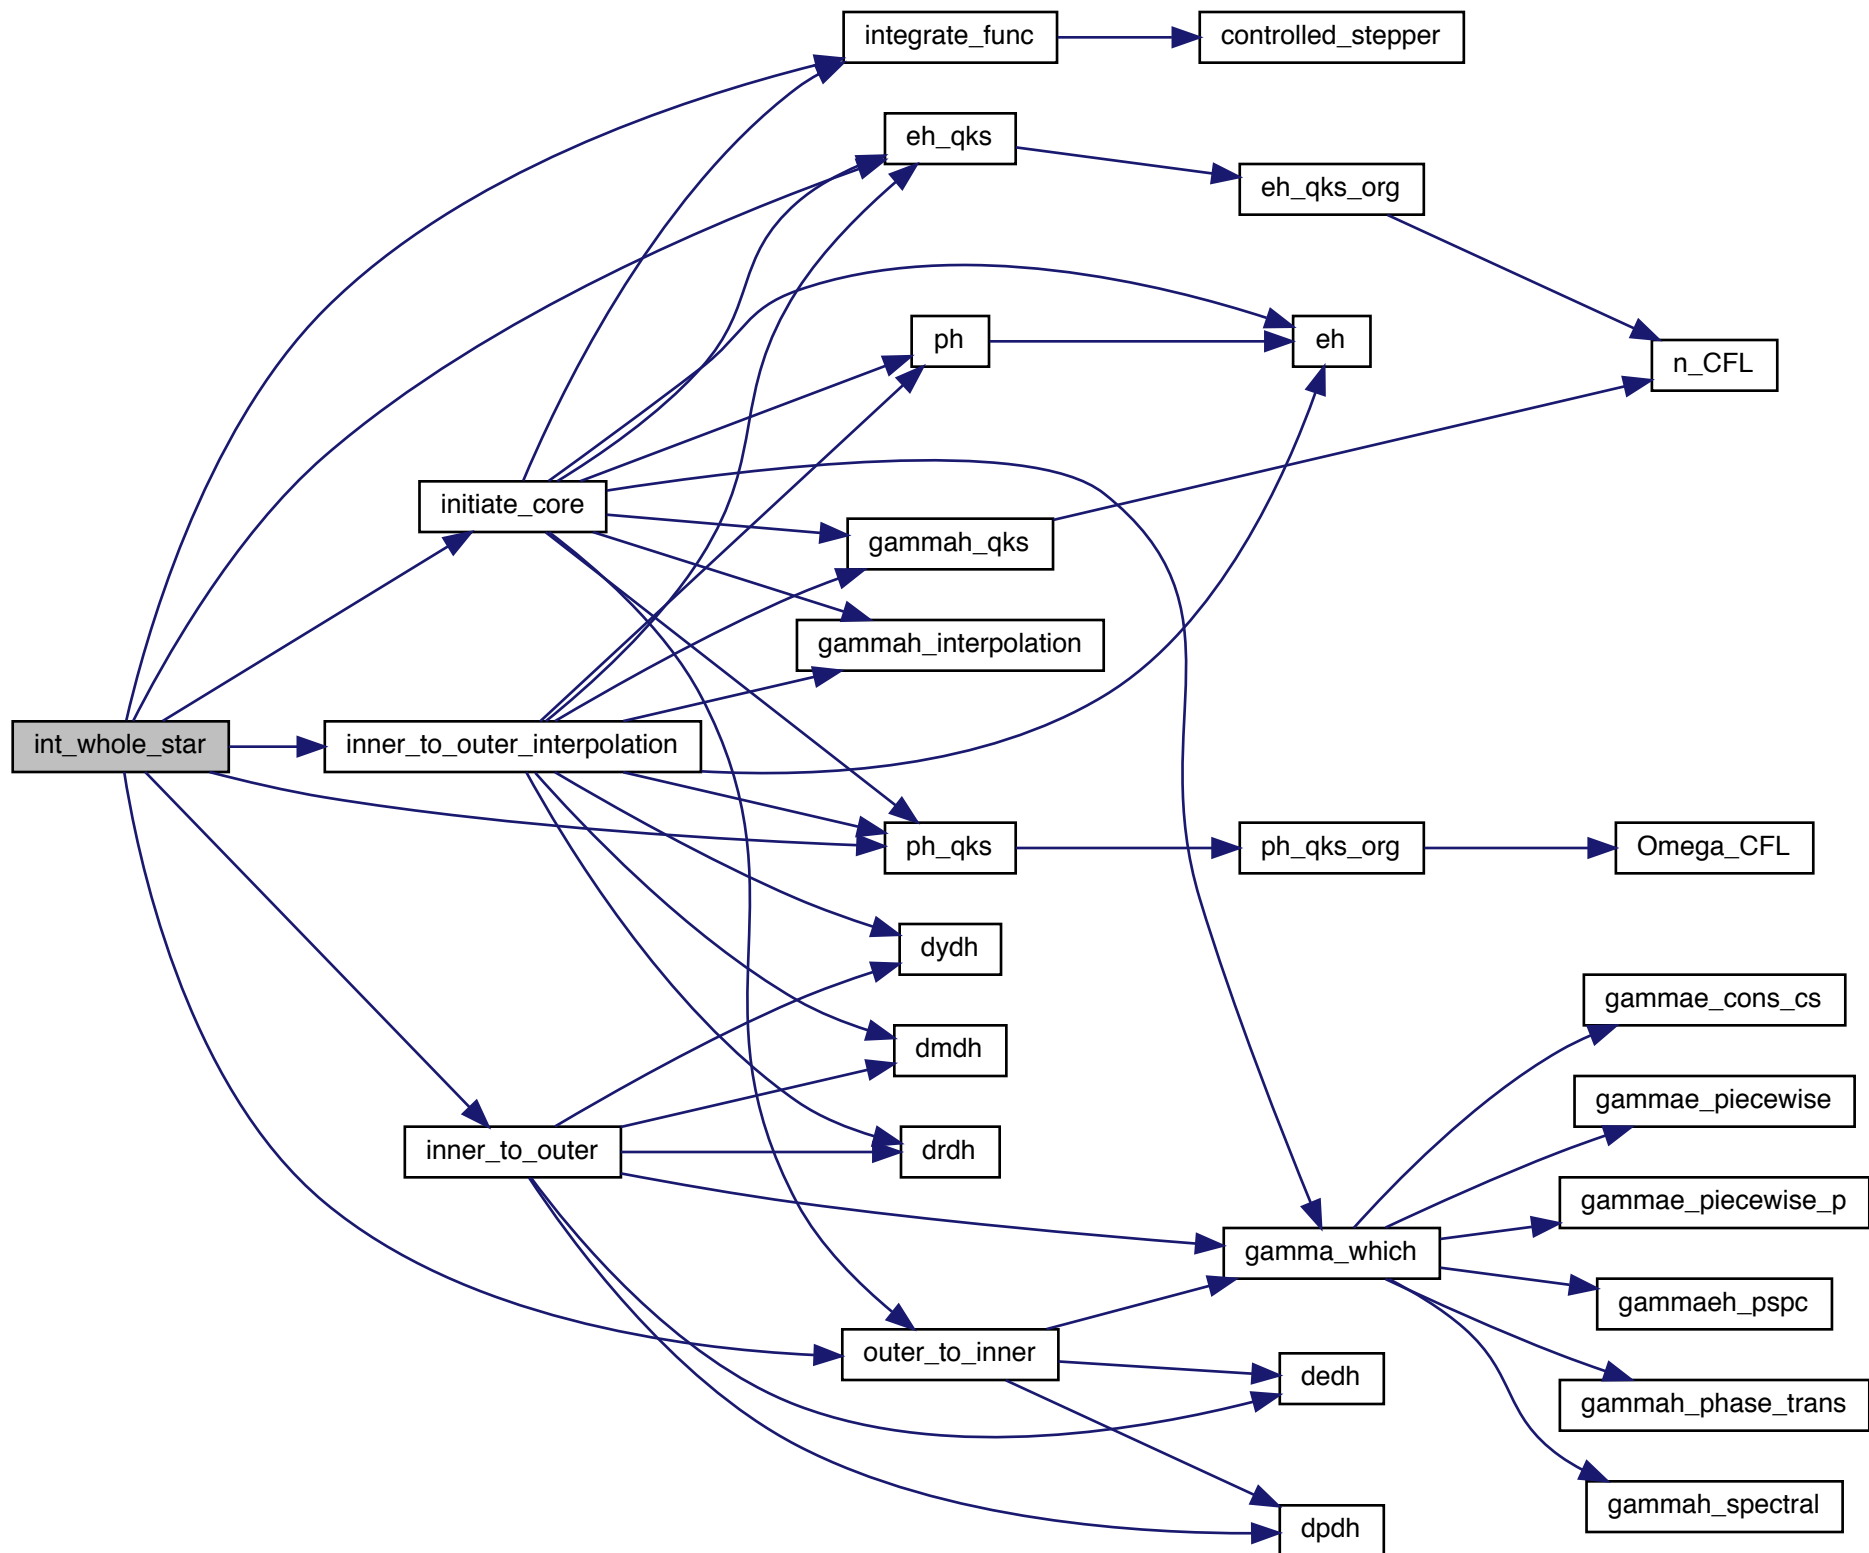 integrate_func
controlled_stepper
eh_qks
eh_qks_org
ph
eh
n_CFL
initiate_core
gammah_qks
gammah_interpolation
int_whole_star
inner_to_outer_interpolation
ph_qks
ph_qks_org
Omega_CFL
dydh
gammae_cons_cs
dmdh
gammae_piecewise
inner_to_outer
drdh
gammae_piecewise_p
gamma_which
gammaeh_pspc
outer_to_inner
dedh
gammah_phase_trans
gammah_spectral
dpdh